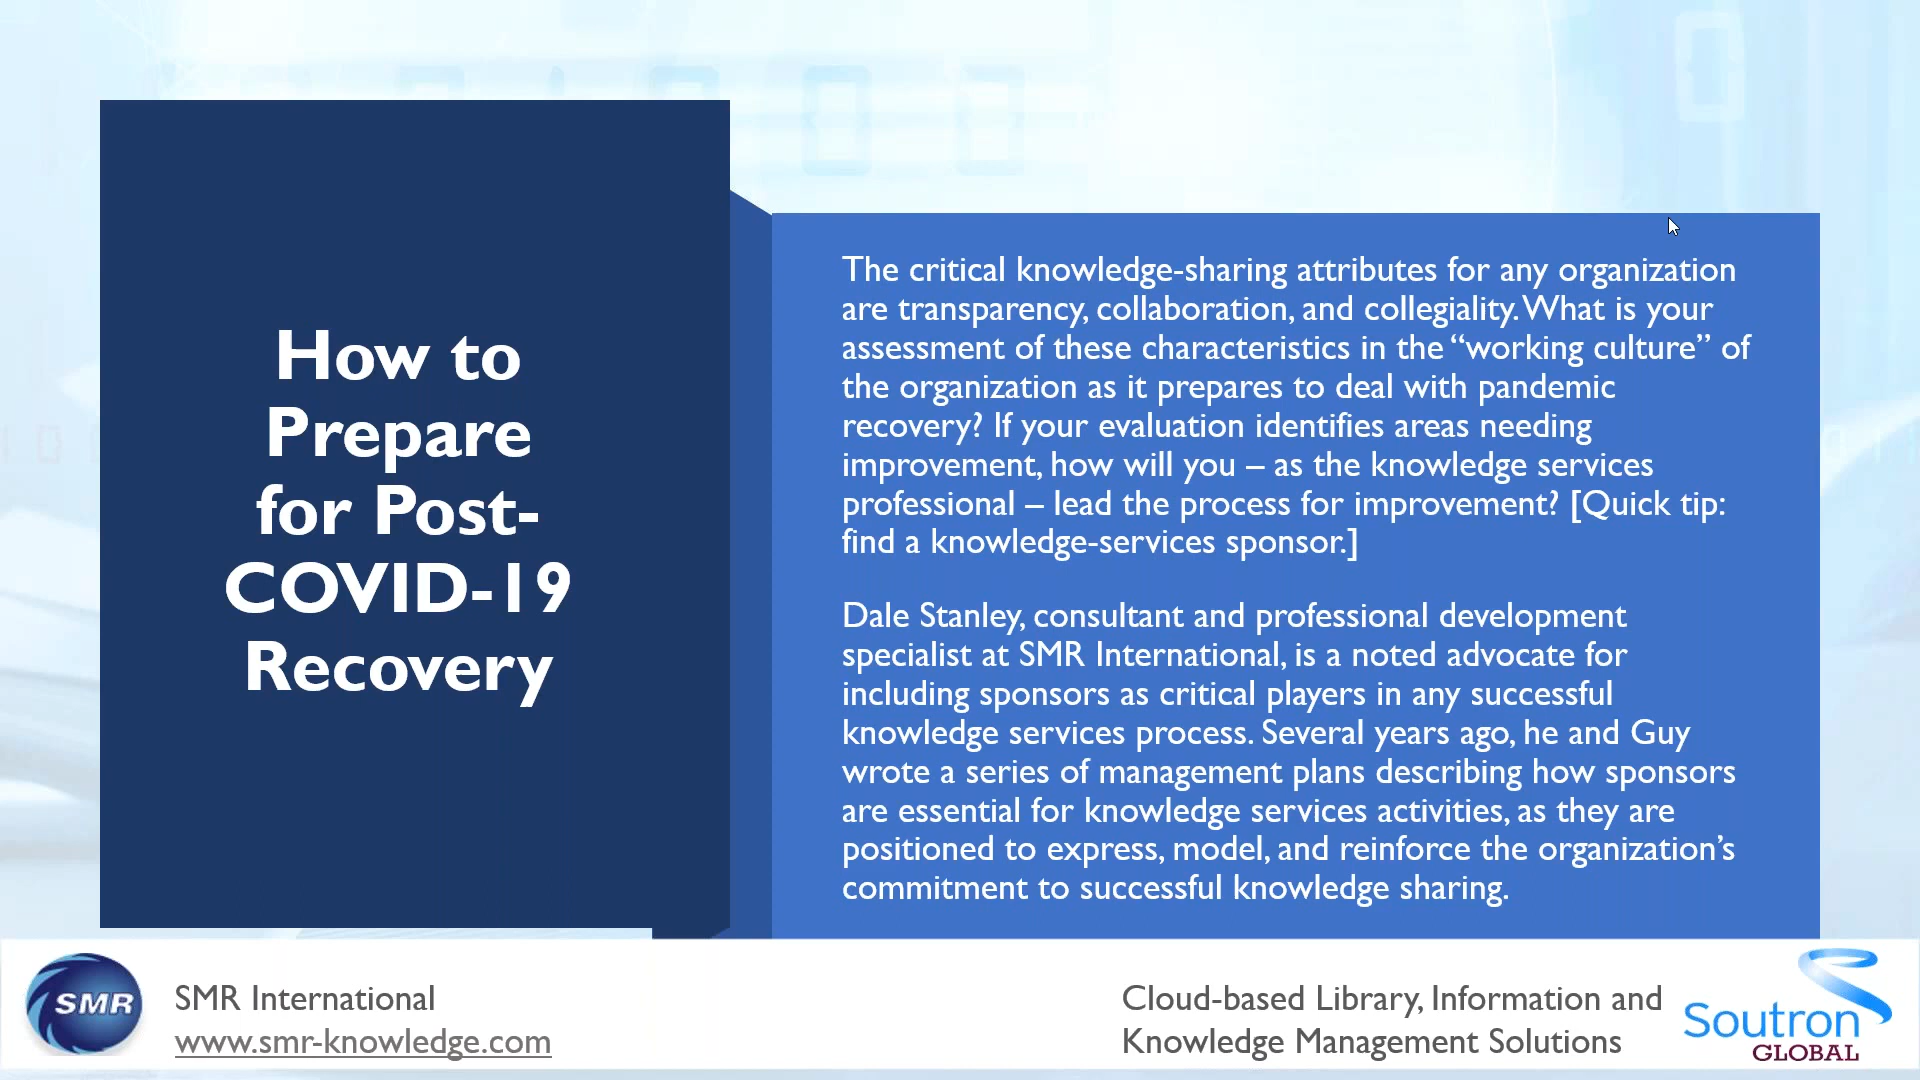 How to
Prepare
for Post-
COVID-19
Recovery
The critical knowledge-sharing attributes for any organization
are transparency, collaboration, and collegiality. What is your
assessment of these characteristics in the “working culture” of
the organization as it prepares to deal with pandemic
recovery? If your evaluation identifies areas needing
improvement, how will you – as the knowledge services
professional – lead the process for improvement? [Quick tip:
find a knowledge-services sponsor.]
Dale Stanley, consultant and professional development
specialist at SMR International, is a noted advocate for
including sponsors as critical players in any successful
knowledge services process. Several years ago, he and Guy
wrote a series of management plans describing how sponsors
are essential for knowledge services activities, as they are
positioned to express, model, and reinforce the organization’s
commitment to successful knowledge sharing.
SMR
SMR International
www.smr-knowledge.com
Cloud-based Library, Information and
Knowledge Management Solutions
Soutron
GLOBAL